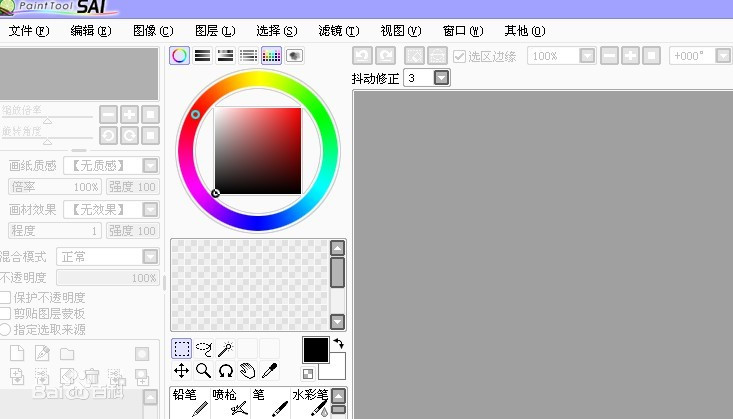 PaintTool SAI
文件(F) 编辑(E) 图像(C) 图层(L) 选择(S) 滤镜(T) 视图(V) 窗口(W) 其他(O)
选区边缘 100% +000°
抖动修正 3
缩放倍率
旋转角度
画纸质感 【无质感】
倍率 100% 强度 100
画材效果 【无效果】
程度 1 强度 100
混合模式 正常
不透明度 100%
保护不透明度
剪贴图层蒙板
指定选取来源
Bai 百科
铅笔 喷枪 笔 水彩笔